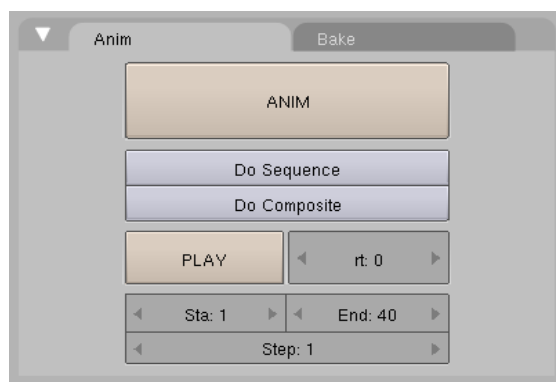 Anim Bake
ANIM
Do Sequence
Do Composite
PLAY rt: 0
Sta: 1 End: 40
Step: 1